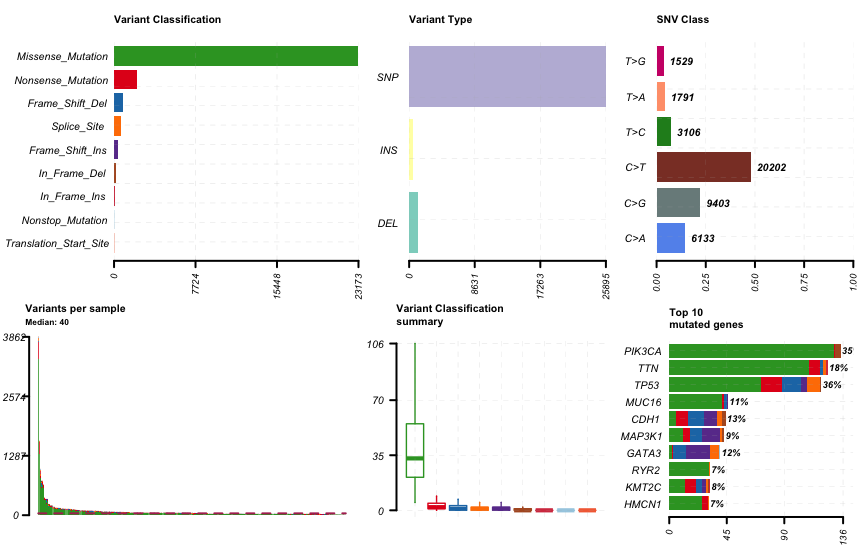 Variant Classification
Missense_Mutation
Nonsense_Mutation
Frame_Shift_Del
Splice_Site
Frame_Shift_Ins
In_Frame_Del
In_Frame_Ins
Nonstop_Mutation
Translation_Start_Site
0
7724
15448
23173
Variant Type
SNP
INS
DEL
0
8631
17263
25895
SNV Class
T>G 1529
T>A 1791
T>C 3106
C>T 20202
C>G 9403
C>A 6133
0.00
0.25
0.50
0.75
1.00
Variants per sample
Median: 40
3862
2574
1287
0
Variant Classification
summary
106
70
35
0
Top 10
mutated genes
PIK3CA 35
TTN 18%
TP53 36%
MUC16 11%
CDH1 13%
MAP3K1 9%
GATA3 12%
RYR2 7%
KMT2C 8%
HMCN1 7%
0
45
90
136